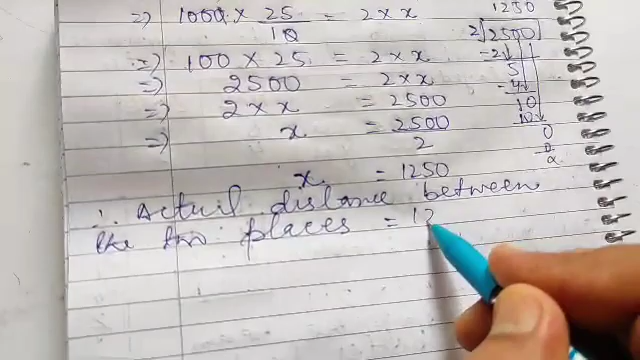 => 1000 × 25/10 = 2 × x
=> 100 × 25 = 2 × x
=> 2500 = 2 × x
=> 2 × x = 2500
=> x = 2500/2
x = 1250
∴ Actual distance between
the two places = 12
1250
2)2500
-2
5
-4
10
10
0